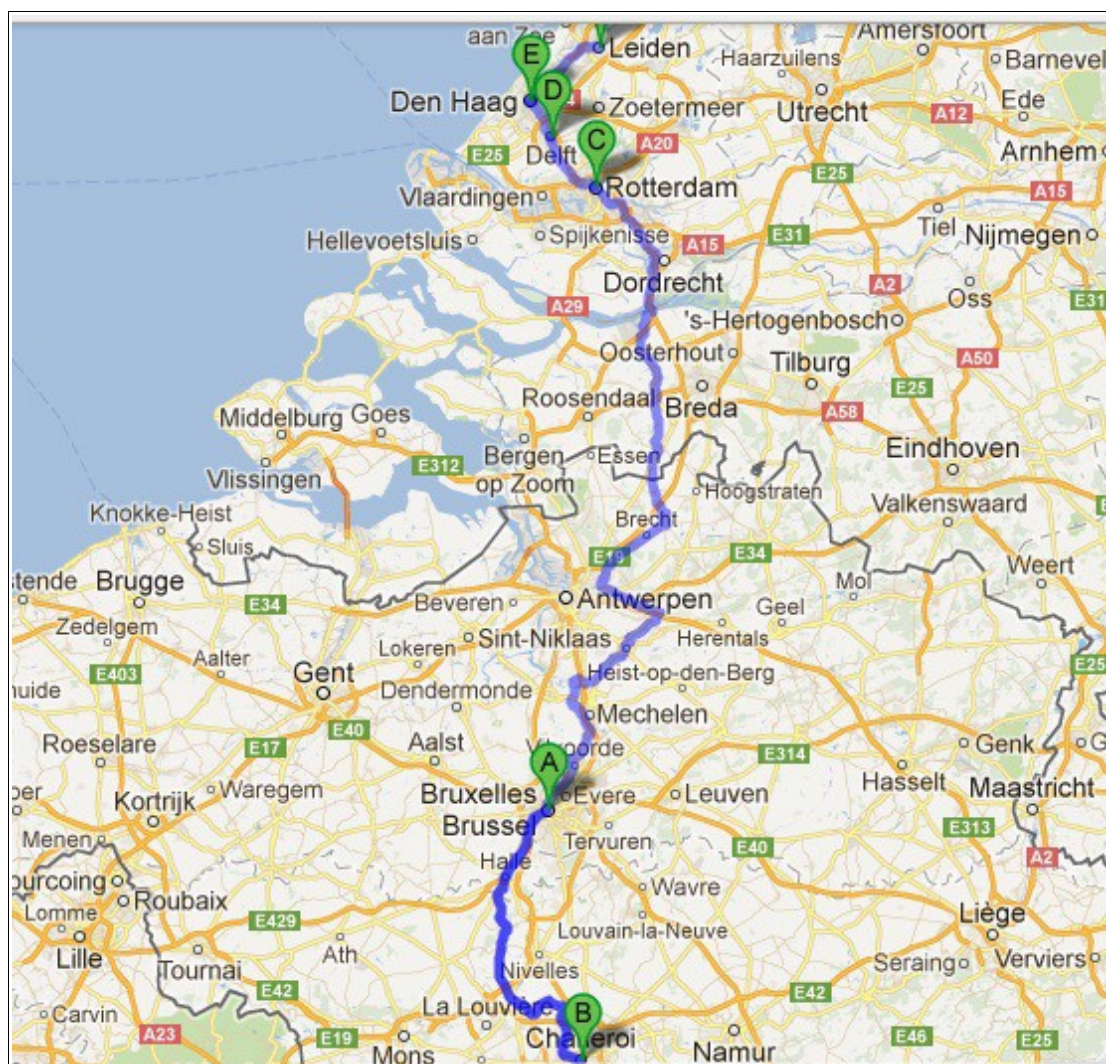 aan Zee
Leiden
Amersfoort
Haarzuilens
Barnevel
E
Den Haag
D
Zoetermeer
Utrecht
Ede
A12
Delft
C
A20
E25
Arnhem
E25
Rotterdam
Vlaardingen
A15
Hellevoetsluis
Spijkenisse
A15
E31
Tiel
Nijmegen
Dordrecht
A2
Oss
E31
A29
's-Hertogenbosch
Oosterhout
Tilburg
A50
E25
Roosendaal
Breda
A58
Middelburg
Goes
Eindhoven
E312
Bergen
op Zoom
Essen
Vlissingen
Hoogstraten
Valkenswaard
Knokke-Heist
Brecht
Sluis
E19
E34
Weert
stende
Brugge
Mol
E34
Beveren
Antwerpen
Geel
Zedelgem
Sint-Niklaas
Herentals
Aalter
Lokeren
E403
Heist-op-den-Berg
E25
huide
Gent
Dendermonde
Mechelen
E40
Roeselare
E17
Aalst
E314
Genk
G
A
Hasselt
Maastricht
Waregem
Bruxelles
Evere
Leuven
Kortrijk
Brussel
E313
Menen
Tervuren
E40
A2
Halle
ourcoing
Roubaix
Wavre
Lomme
E429
Louvain-la-Neuve
Liège
Lille
Tournai
Ath
Nivelles
Seraing
Verviers
E42
La Louvière
B
E42
Carvin
Charleroi
A23
E19
Mons
Namur
E46
E25